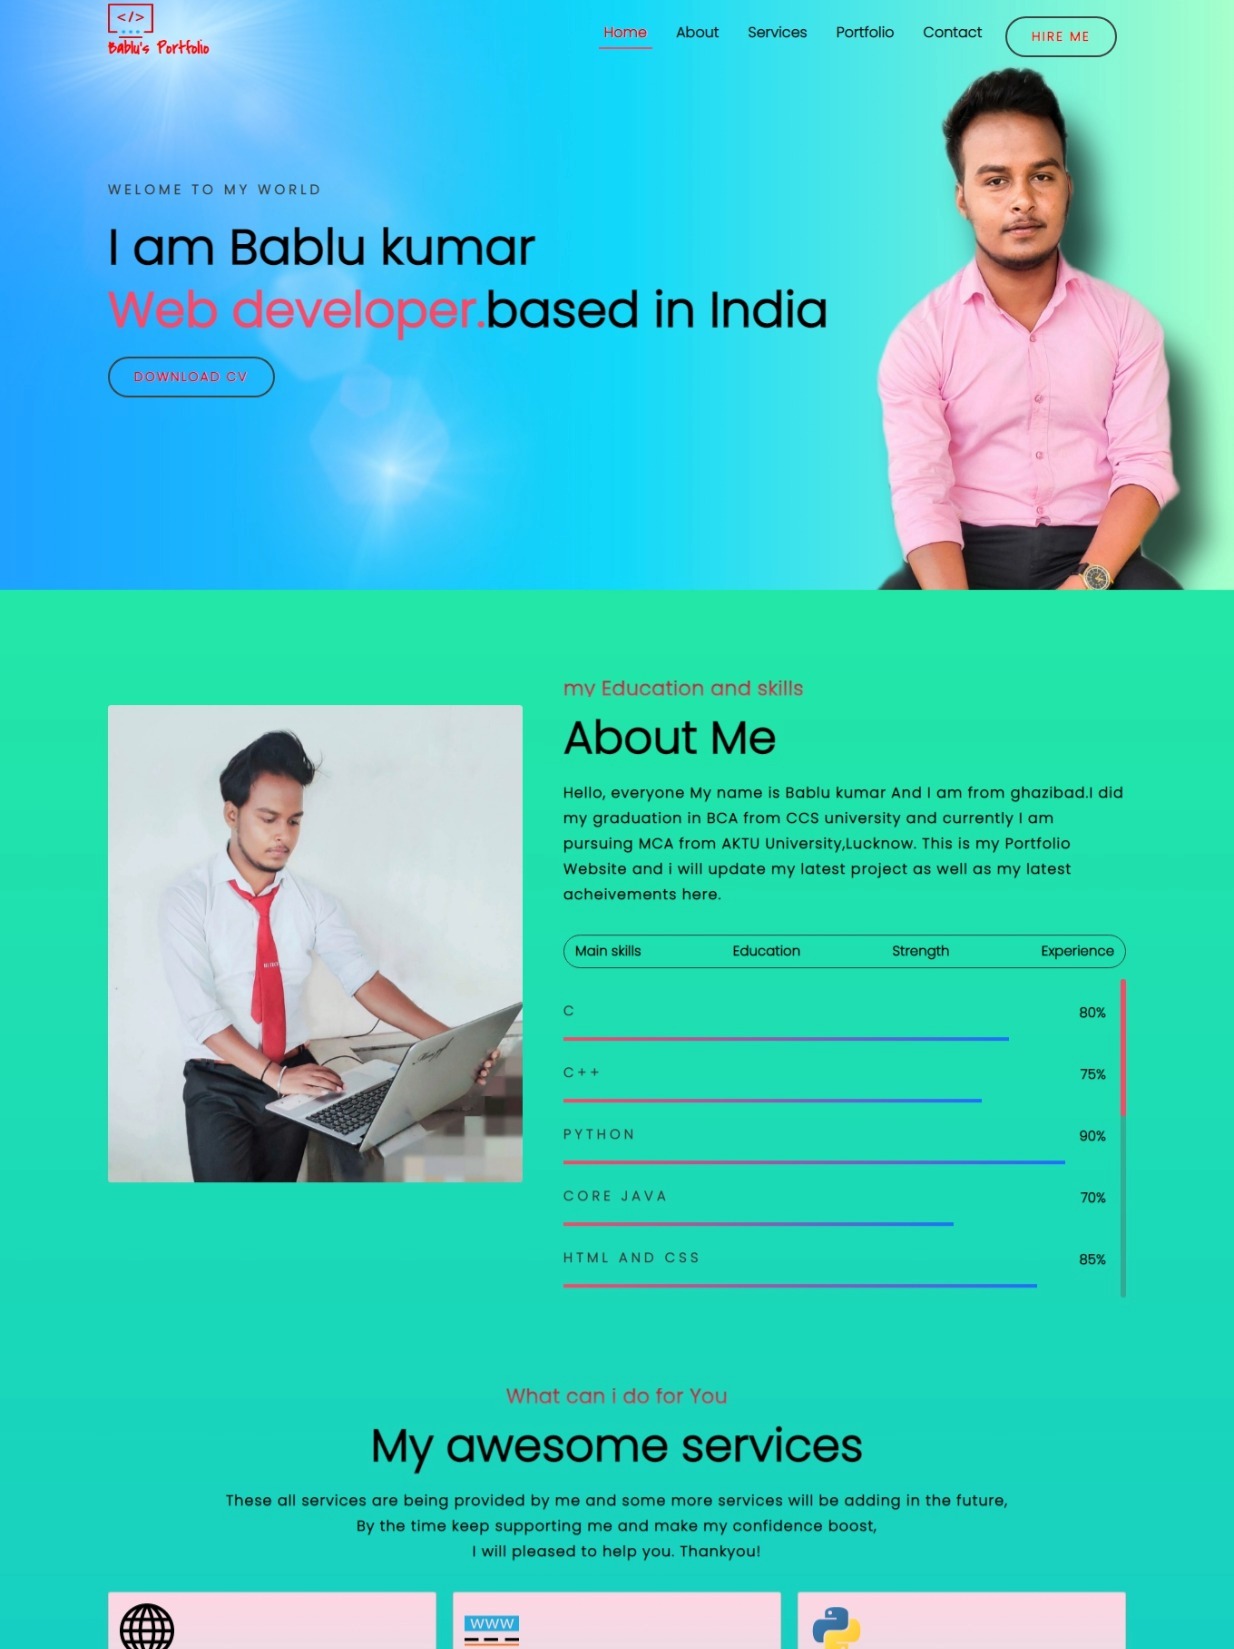 </>
Bablu's Portfolio
Home About Services Portfolio Contact HIRE ME
WELOME TO MY WORLD
I am Bablu kumar
Web developer.based in India
DOWNLOAD CV
my Education and skills
About Me
Hello, everyone My name is Bablu kumar And I am from ghazibad.I did
my graduation in BCA from CCS university and currently I am
pursuing MCA from AKTU University,Lucknow. This is my Portfolio
Website and i will update my latest project as well as my latest
acheivements here.
Main skills Education Strength Experience
C 80%
C++ 75%
PYTHON 90%
CORE JAVA 70%
HTML AND CSS 85%
What can i do for You
My awesome services
These all services are being provided by me and some more services will be adding in the future,
By the time keep supporting me and make my confidence boost,
I will pleased to help you. Thankyou!
WWW